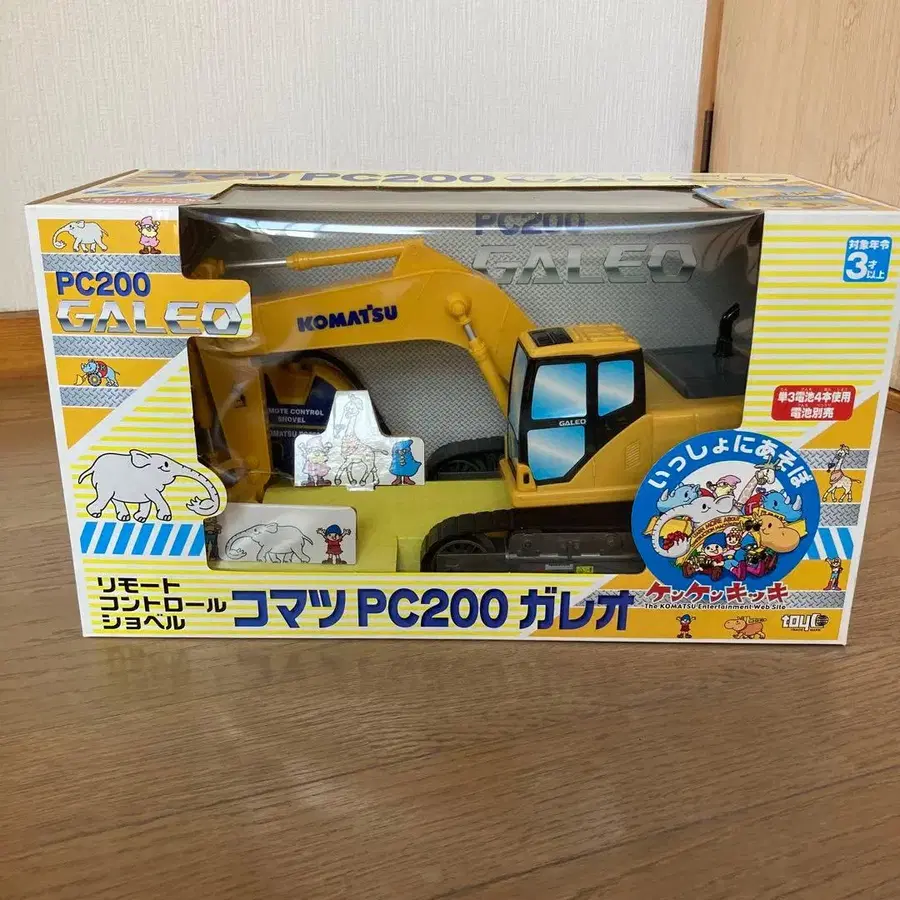 コマツ PC200 GALEO
PC200
GALEO
PC200
GALEO
対象年令
3才
以上
KOMATSU
REMOTE CONTROL
SHOVEL
GALEO
単3電池4本使用
電池別売
いっしょにあそぼ
ケンケンキッキ
The KOMATSU Entertainment Web Site
リモート
コントロール
ショベル
コマツ PC200 ガレオ
toyco